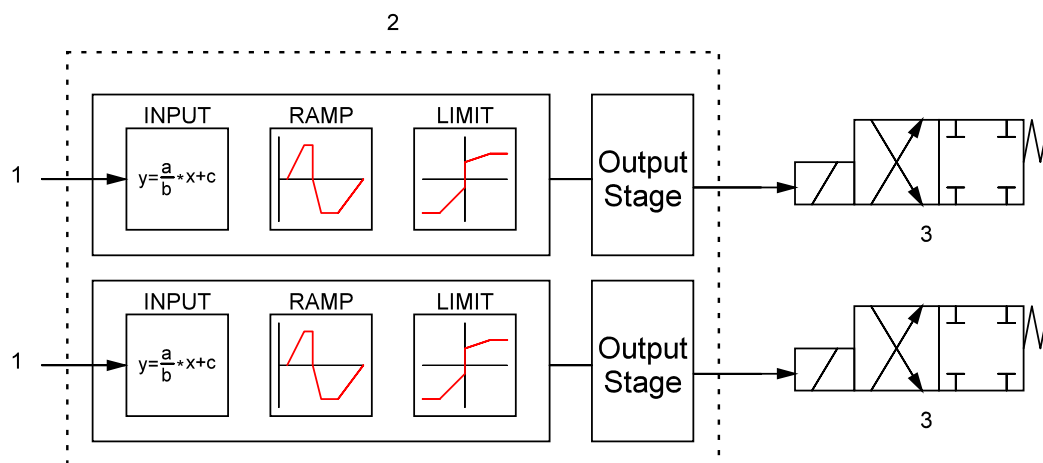 2
INPUT RAMP LIMIT
1
y=a/b*x+c
Output
Stage
3
INPUT RAMP LIMIT
1
y=a/b*x+c
Output
Stage
3